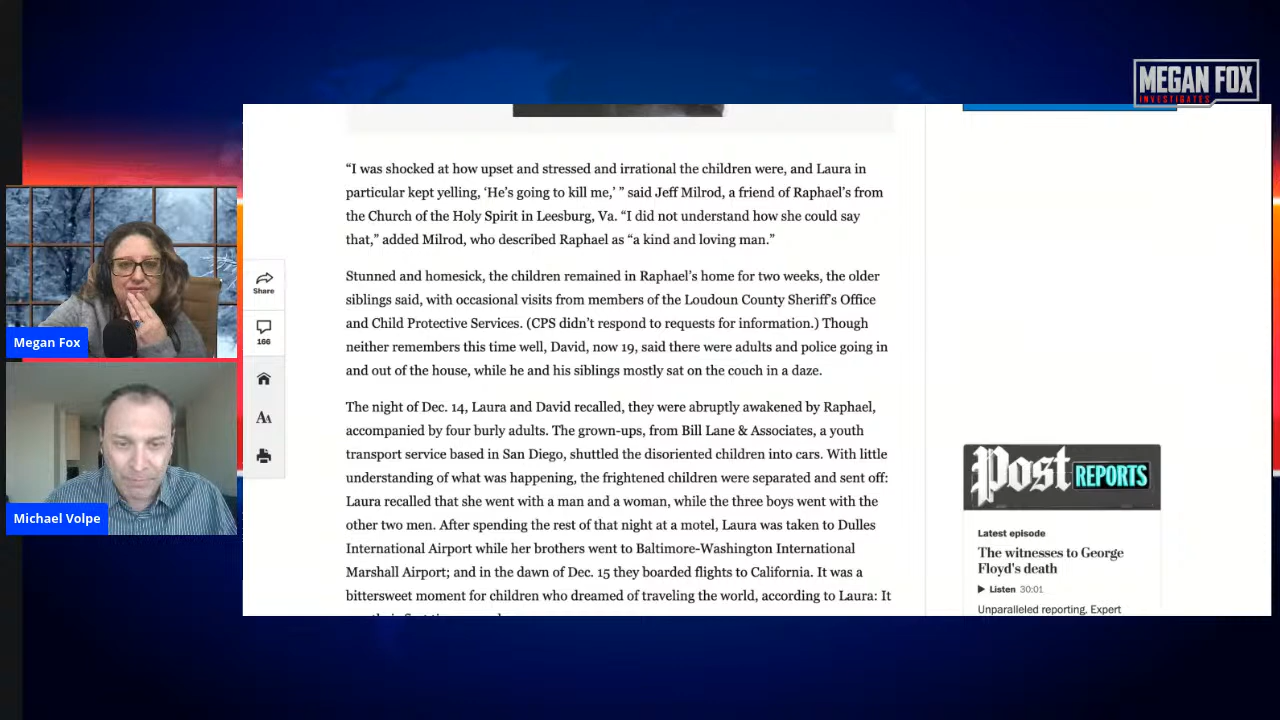 MEGAN FOX
INVESTIGATES
“I was shocked at how upset and stressed and irrational the children were, and Laura in
particular kept yelling, ‘He’s going to kill me,’ ” said Jeff Milrod, a friend of Raphael’s from
the Church of the Holy Spirit in Leesburg, Va. “I did not understand how she could say
that,” added Milrod, who described Raphael as “a kind and loving man.”
Stunned and homesick, the children remained in Raphael’s home for two weeks, the older
siblings said, with occasional visits from members of the Loudoun County Sheriff’s Office
and Child Protective Services. (CPS didn’t respond to requests for information.) Though
neither remembers this time well, David, now 19, said there were adults and police going in
and out of the house, while he and his siblings mostly sat on the couch in a daze.
The night of Dec. 14, Laura and David recalled, they were abruptly awakened by Raphael,
accompanied by four burly adults. The grown-ups, from Bill Lane & Associates, a youth
transport service based in San Diego, shuttled the disoriented children into cars. With little
understanding of what was happening, the frightened children were separated and sent off:
Laura recalled that she went with a man and a woman, while the three boys went with the
other two men. After spending the rest of that night at a motel, Laura was taken to Dulles
International Airport while her brothers went to Baltimore-Washington International
Marshall Airport; and in the dawn of Dec. 15 they boarded flights to California. It was a
bittersweet moment for children who dreamed of traveling the world, according to Laura: It
Share
166
AA
Megan Fox
Michael Volpe
Post REPORTS
Latest episode
The witnesses to George
Floyd's death
Listen 30:01
Unparalleled reporting. Expert